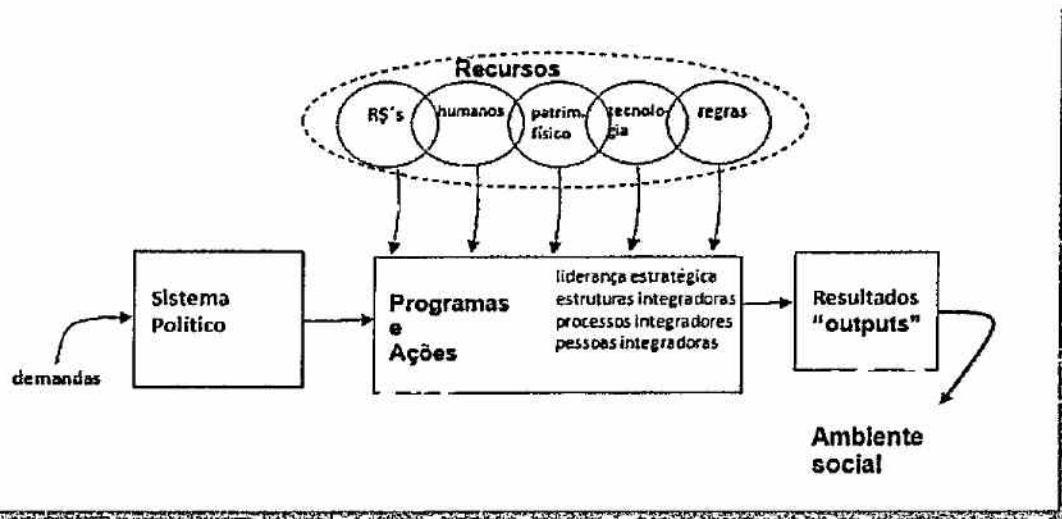 Recursos
R$'s
humanos
patrim.
físico
tecnolo-
gia
regras
Sistema
Político
demandas
Programas
e
Ações
liderança estratégica
estruturas integradoras
processos integradores
pessoas integradoras
Resultados
"outputs"
Ambiente
social